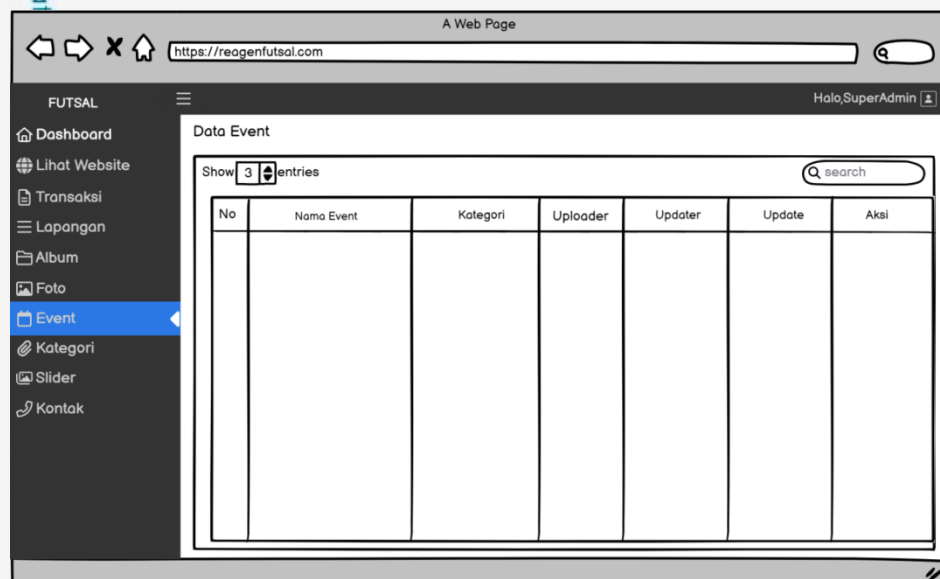 A Web Page
https://reagenfutsal.com
FUTSAL
Halo,SuperAdmin
Dashboard
Lihat Website
Transaksi
Lapangan
Album
Foto
Event
Kategori
Slider
Kontak
Data Event
Show 3 entries
search
No Nama Event Kategori Uploader Updater Update Aksi